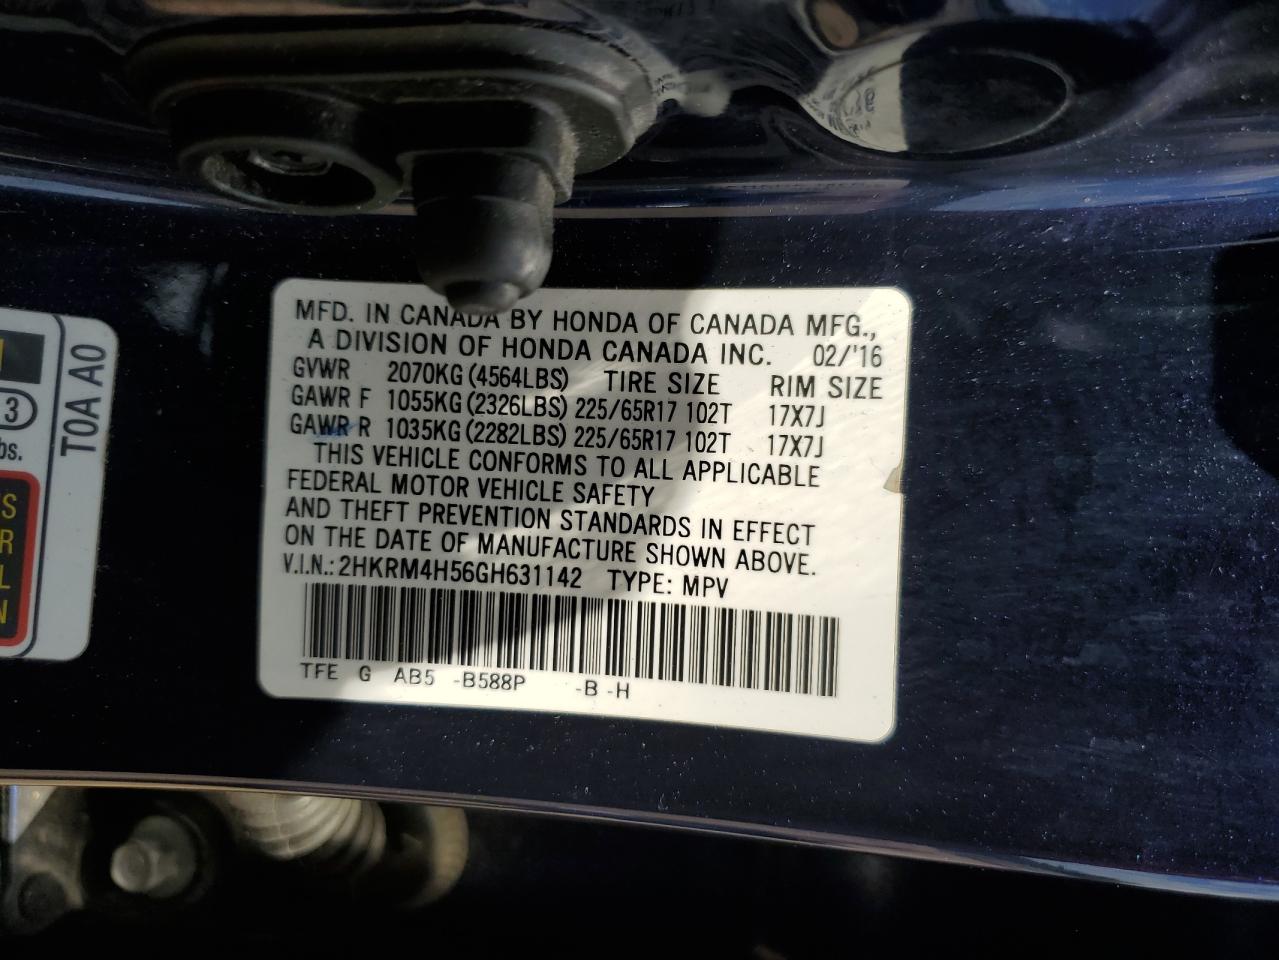 MFD. IN CANADA BY HONDA OF CANADA MFG.,
A DIVISION OF HONDA CANADA INC. 02/'16
GVWR 2070KG (4564LBS) TIRE SIZE RIM SIZE
GAWR F 1055KG (2326LBS) 225/65R17 102T 17X7J
GAWR R 1035KG (2282LBS) 225/65R17 102T 17X7J
THIS VEHICLE CONFORMS TO ALL APPLICABLE
FEDERAL MOTOR VEHICLE SAFETY
AND THEFT PREVENTION STANDARDS IN EFFECT
ON THE DATE OF MANUFACTURE SHOWN ABOVE.
V.I.N.: 2HKRM4H56GH631142 TYPE: MPV
TFE G AB5 -B588P -B -H
T0A A0
3
bs.
S
R
L
N